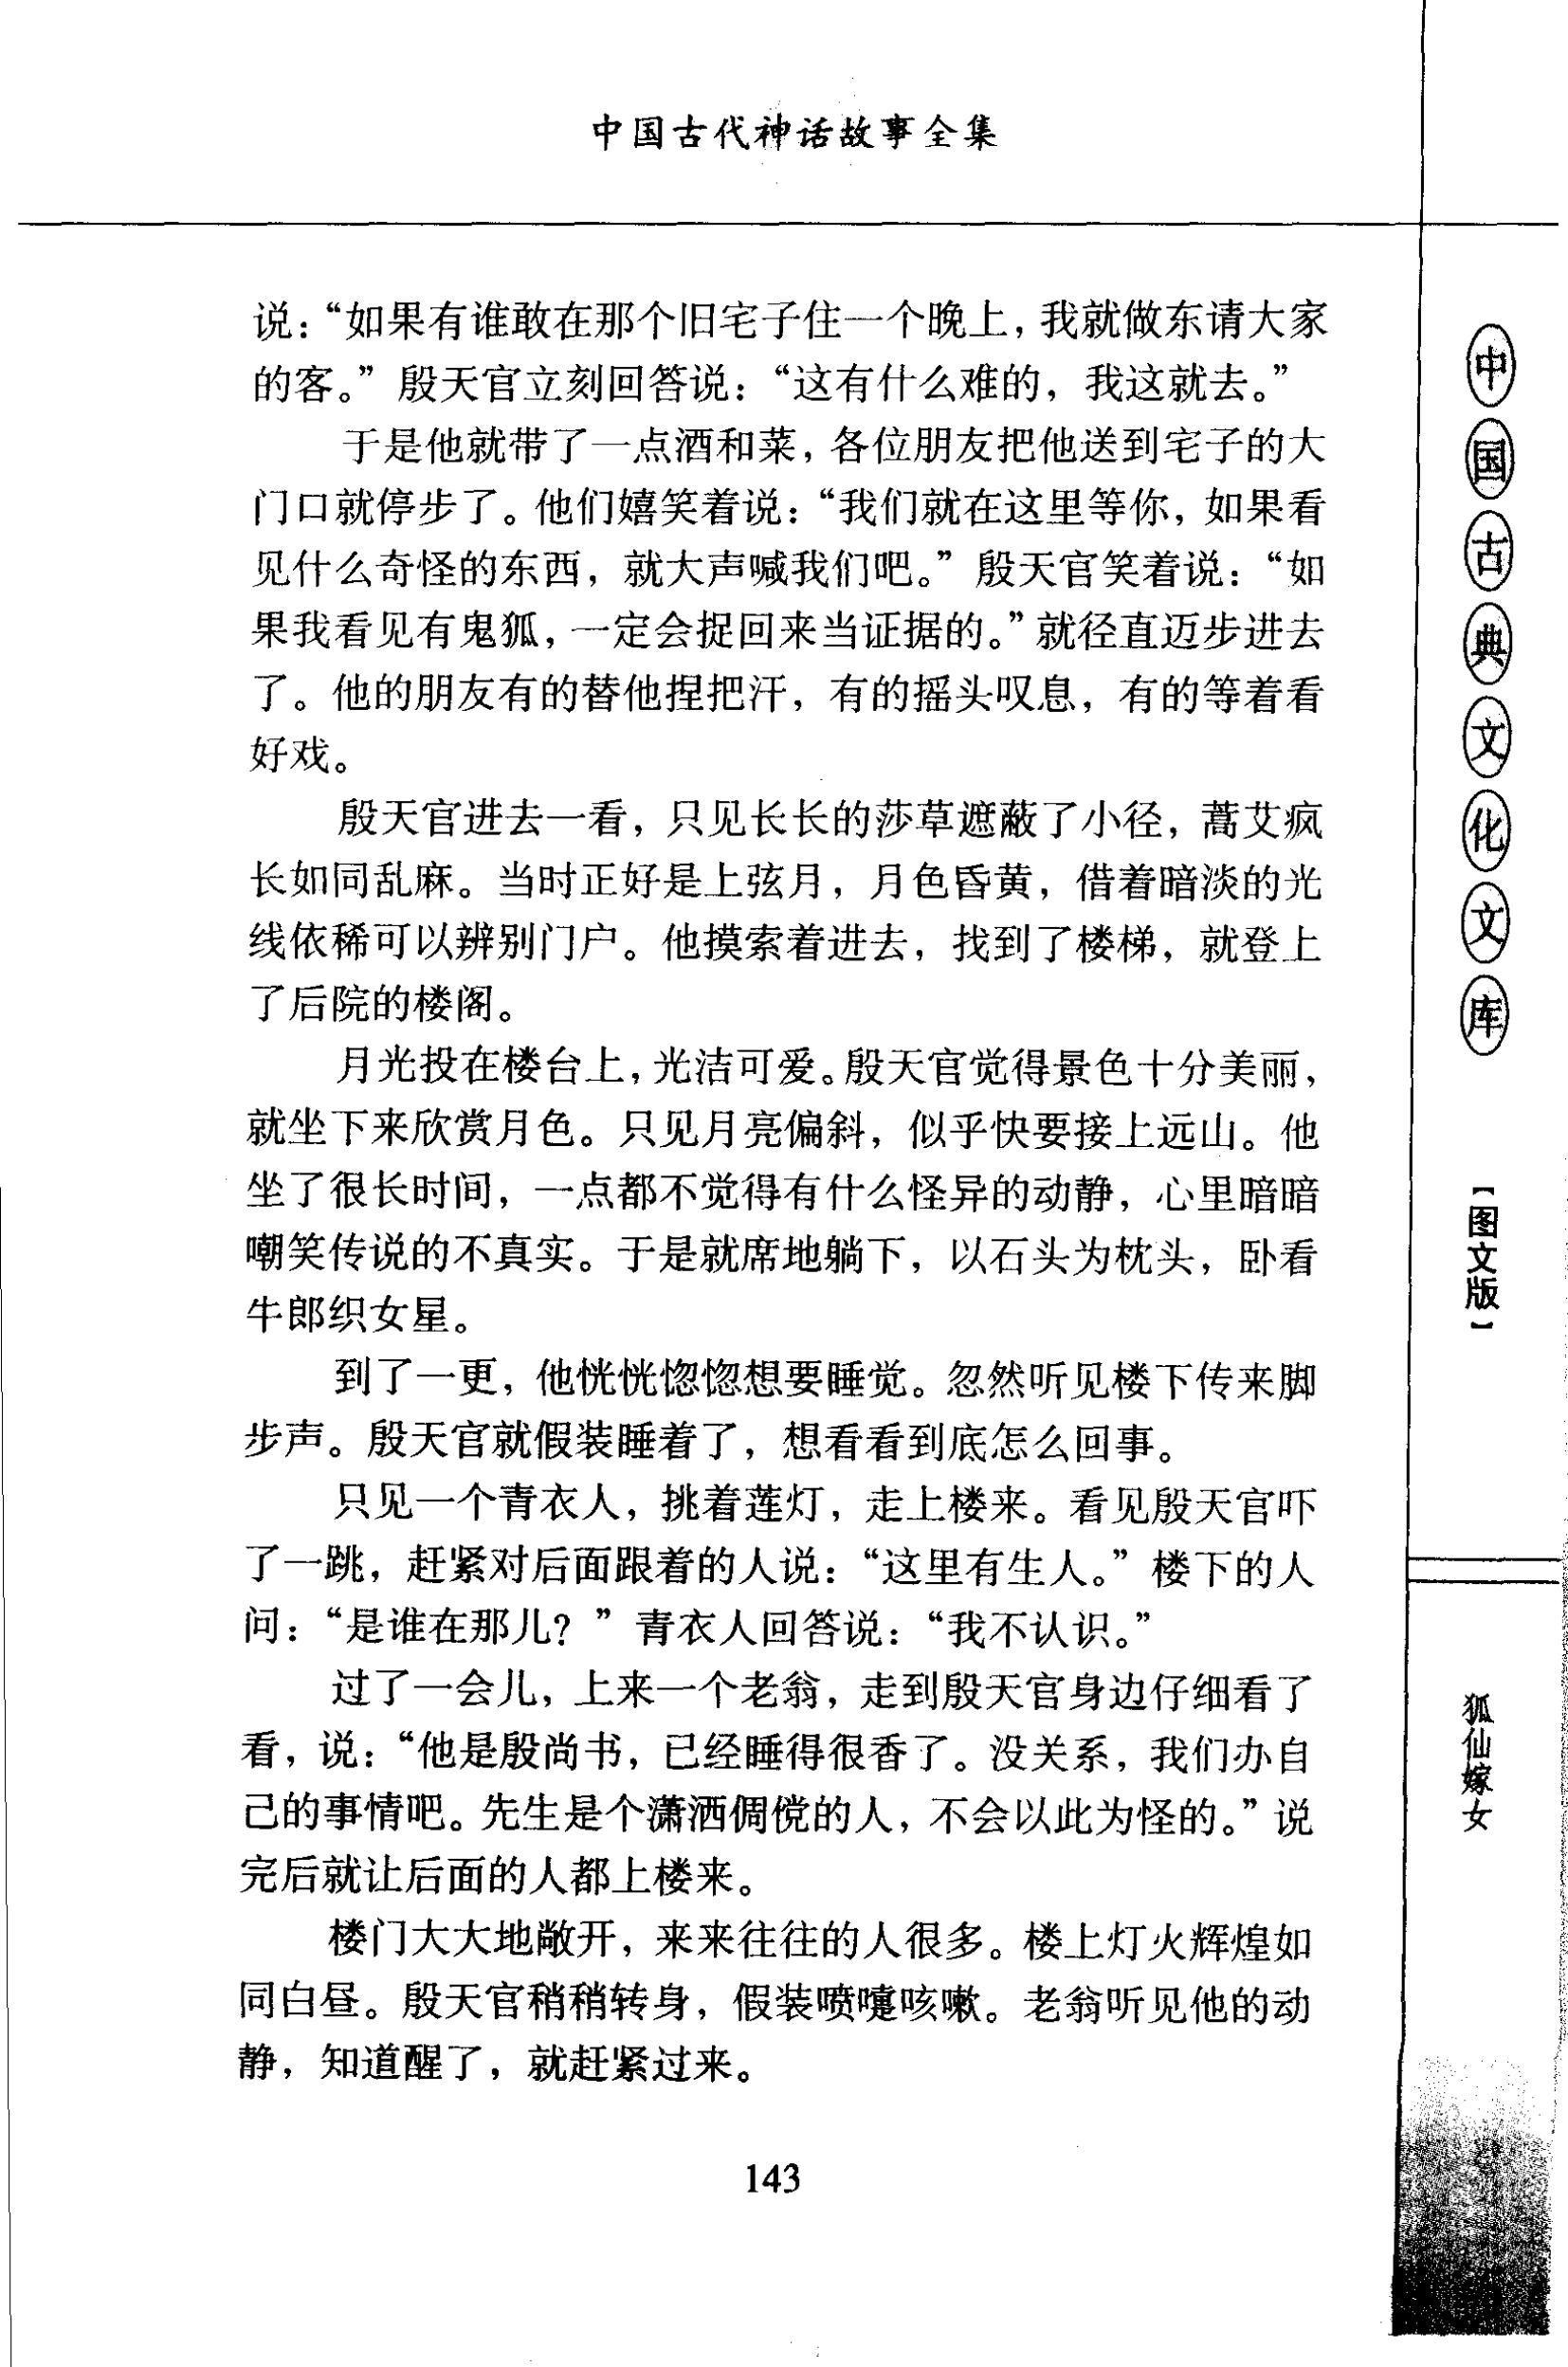 中国古代神话故事全集
说：“如果有谁敢在那个旧宅子住一个晚上，我就做东请大家
的客。”殷天官立刻回答说：“这有什么难的，我这就去。”
于是他就带了一点酒和菜，各位朋友把他送到宅子的大
门口就停步了。他们嬉笑着说：“我们就在这里等你，如果看
见什么奇怪的东西，就大声喊我们吧。”殷天官笑着说：“如
果我看见有鬼狐，一定会捉回来当证据的。”就径直迈步进去
了。他的朋友有的替他捏把汗，有的摇头叹息，有的等着看
好戏。
殷天官进去一看，只见长长的莎草遮蔽了小径，蒿艾疯
长如同乱麻。当时正好是上弦月，月色昏黄，借着暗淡的光
线依稀可以辨别门户。他摸索着进去，找到了楼梯，就登上
了后院的楼阁。
月光投在楼台上，光洁可爱。殷天官觉得景色十分美丽，
就坐下来欣赏月色。只见月亮偏斜，似乎快要接上远山。他
坐了很长时间，一点都不觉得有什么怪异的动静，心里暗暗
嘲笑传说的不真实。于是就席地躺下，以石头为枕头，卧看
牛郎织女星。
到了一更，他恍恍惚惚想要睡觉。忽然听见楼下传来脚
步声。殷天官就假装睡着了，想看看到底怎么回事。
只见一个青衣人，挑着莲灯，走上楼来。看见殷天官吓
了一跳，赶紧对后面跟着的人说：“这里有生人。”楼下的人
问：“是谁在那儿？”青衣人回答说：“我不认识。”
过了一会儿，上来一个老翁，走到殷天官身边仔细看了
看，说：“他是殷尚书，已经睡得很香了。没关系，我们办自
己的事情吧。先生是个潇洒倜傥的人，不会以此为怪的。”说
完后就让后面的人都上楼来。
楼门大大地敞开，来来往往的人很多。楼上灯火辉煌如
同白昼。殷天官稍稍转身，假装喷嚏咳嗽。老翁听见他的动
静，知道醒了，就赶紧过来。
143
中国古典文化文库
【图文版】
狐仙嫁女